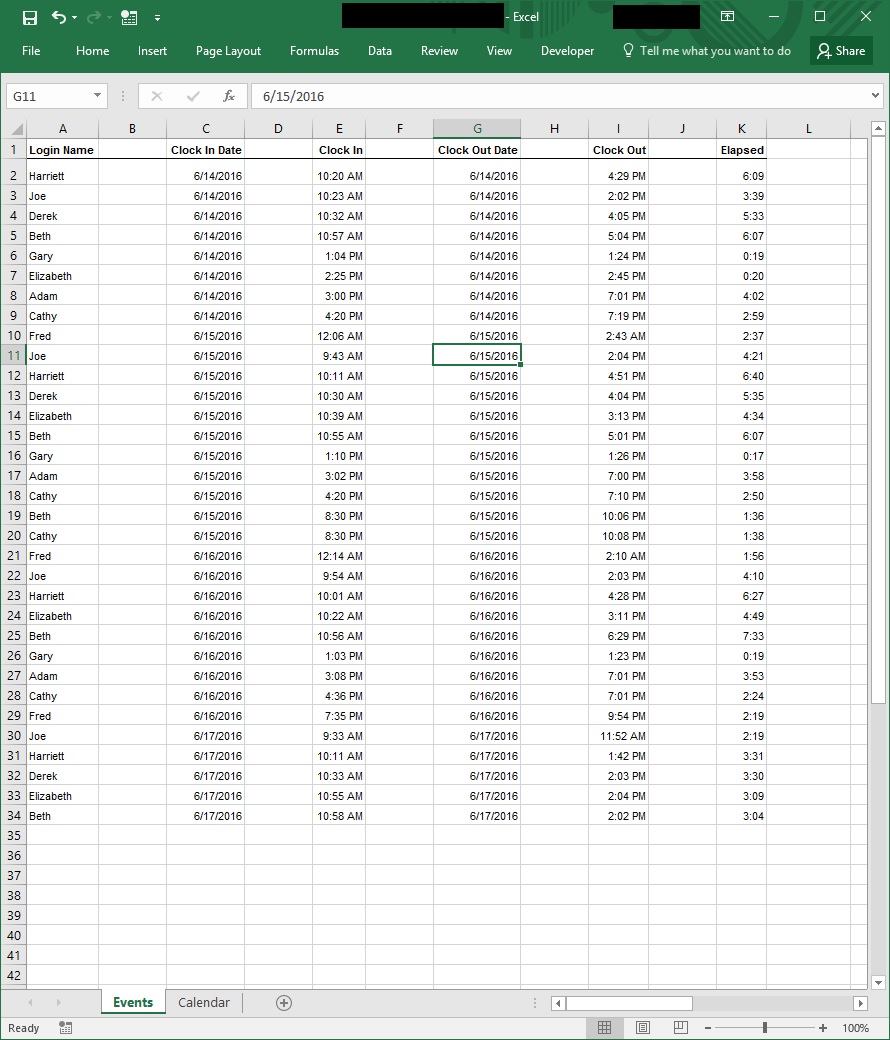 - Excel
File Home Insert Page Layout Formulas Data Review View Developer Tell me what you want to do Share
G11 fx 6/15/2016
A B C D E F G H I J K L
1 Login Name Clock In Date Clock In Clock Out Date Clock Out Elapsed
2 Harriett 6/14/2016 10:20 AM 6/14/2016 4:29 PM 6:09
3 Joe 6/14/2016 10:23 AM 6/14/2016 2:02 PM 3:39
4 Derek 6/14/2016 10:32 AM 6/14/2016 4:05 PM 5:33
5 Beth 6/14/2016 10:57 AM 6/14/2016 5:04 PM 6:07
6 Gary 6/14/2016 1:04 PM 6/14/2016 1:24 PM 0:19
7 Elizabeth 6/14/2016 2:25 PM 6/14/2016 2:45 PM 0:20
8 Adam 6/14/2016 3:00 PM 6/14/2016 7:01 PM 4:02
9 Cathy 6/14/2016 4:20 PM 6/14/2016 7:19 PM 2:59
10 Fred 6/15/2016 12:06 AM 6/15/2016 2:43 AM 2:37
11 Joe 6/15/2016 9:43 AM 6/15/2016 2:04 PM 4:21
12 Harriett 6/15/2016 10:11 AM 6/15/2016 4:51 PM 6:40
13 Derek 6/15/2016 10:30 AM 6/15/2016 4:04 PM 5:35
14 Elizabeth 6/15/2016 10:39 AM 6/15/2016 3:13 PM 4:34
15 Beth 6/15/2016 10:55 AM 6/15/2016 5:01 PM 6:07
16 Gary 6/15/2016 1:10 PM 6/15/2016 1:26 PM 0:17
17 Adam 6/15/2016 3:02 PM 6/15/2016 7:00 PM 3:58
18 Cathy 6/15/2016 4:20 PM 6/15/2016 7:10 PM 2:50
19 Beth 6/15/2016 8:30 PM 6/15/2016 10:06 PM 1:36
20 Cathy 6/15/2016 8:30 PM 6/15/2016 10:08 PM 1:38
21 Fred 6/16/2016 12:14 AM 6/16/2016 2:10 AM 1:56
22 Joe 6/16/2016 9:54 AM 6/16/2016 2:03 PM 4:10
23 Harriett 6/16/2016 10:01 AM 6/16/2016 4:28 PM 6:27
24 Elizabeth 6/16/2016 10:22 AM 6/16/2016 3:11 PM 4:49
25 Beth 6/16/2016 10:56 AM 6/16/2016 6:29 PM 7:33
26 Gary 6/16/2016 1:03 PM 6/16/2016 1:23 PM 0:19
27 Adam 6/16/2016 3:08 PM 6/16/2016 7:01 PM 3:53
28 Cathy 6/16/2016 4:36 PM 6/16/2016 7:01 PM 2:24
29 Fred 6/16/2016 7:35 PM 6/16/2016 9:54 PM 2:19
30 Joe 6/17/2016 9:33 AM 6/17/2016 11:52 AM 2:19
31 Harriett 6/17/2016 10:11 AM 6/17/2016 1:42 PM 3:31
32 Derek 6/17/2016 10:33 AM 6/17/2016 2:03 PM 3:30
33 Elizabeth 6/17/2016 10:55 AM 6/17/2016 2:04 PM 3:09
34 Beth 6/17/2016 10:58 AM 6/17/2016 2:02 PM 3:04
35
36
37
38
39
40
41
42
Events Calendar
Ready 100%